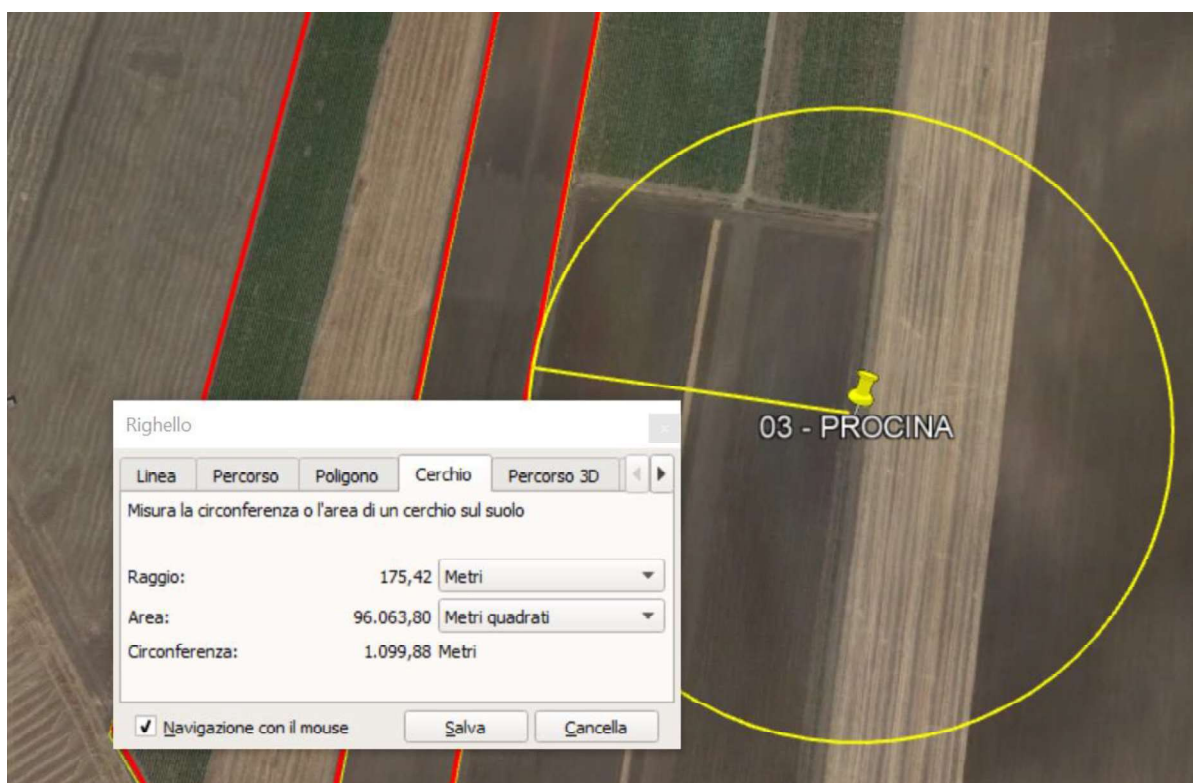 03 - PROCINA
Righello
Linea Percorso Poligono Cerchio Percorso 3D
Misura la circonferenza o l'area di un cerchio sul suolo
Raggio: 175,42 Metri
Area: 96.063,80 Metri quadrati
Circonferenza: 1.099,88 Metri
Navigazione con il mouse Salva Cancella